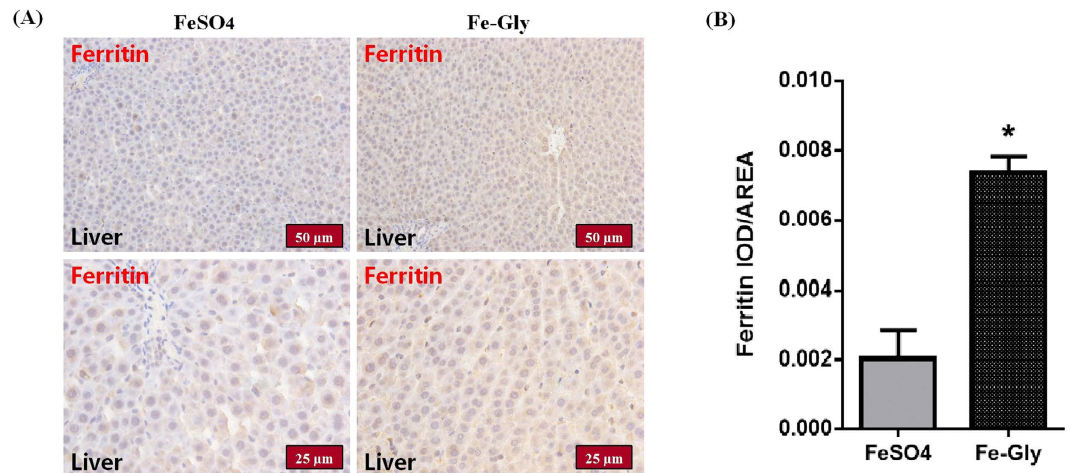 (A)
FeSO4
Fe-Gly
Ferritin
Liver
50 μm
Ferritin
Liver
50 μm
Ferritin
Liver
25 μm
Ferritin
Liver
25 μm
(B)
Ferritin IOD/AREA
0.010
0.008
0.006
0.004
0.002
0.000
*
FeSO4
Fe-Gly